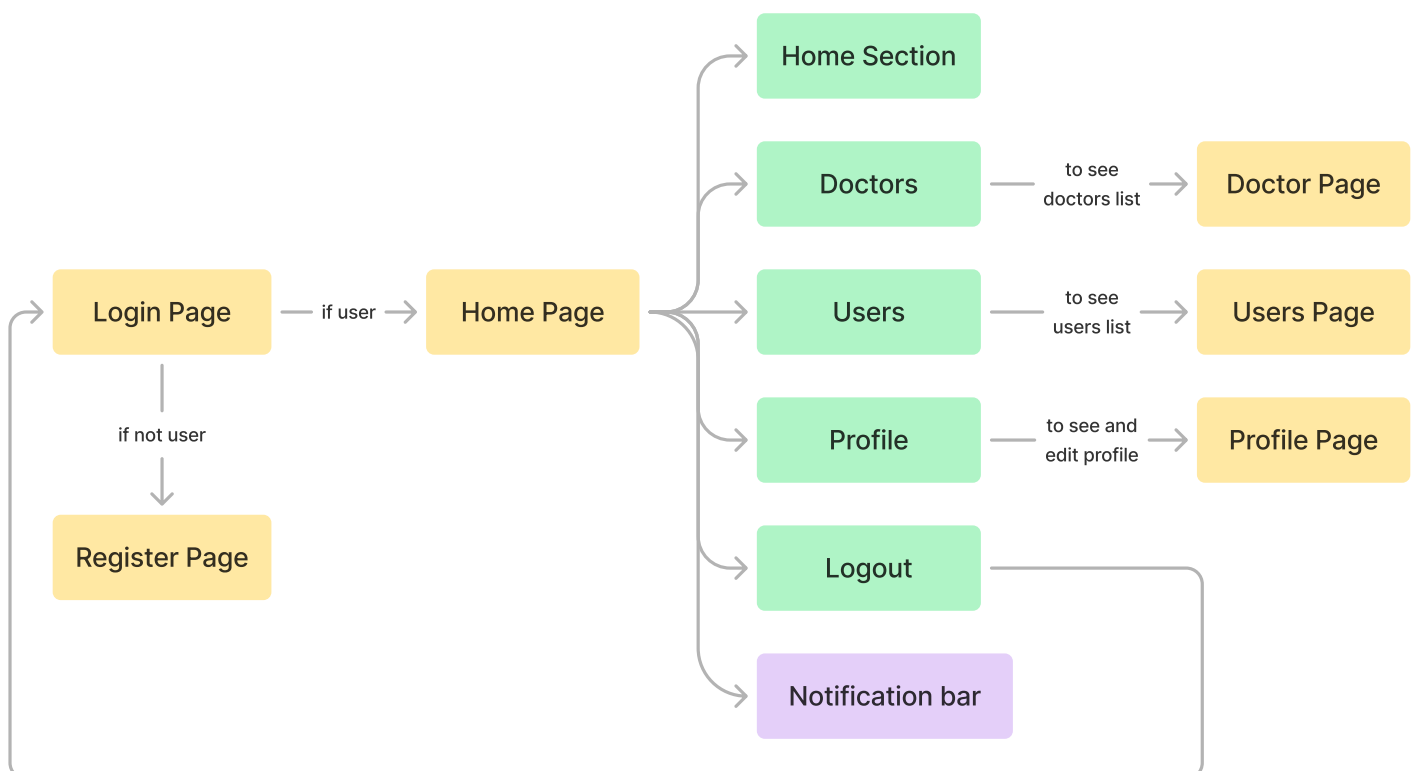 Home Section
Doctors
to see
doctors list
Doctor Page
Login Page
if user
Home Page
Users
to see
users list
Users Page
if not user
Profile
to see and
edit profile
Profile Page
Register Page
Logout
Notification bar